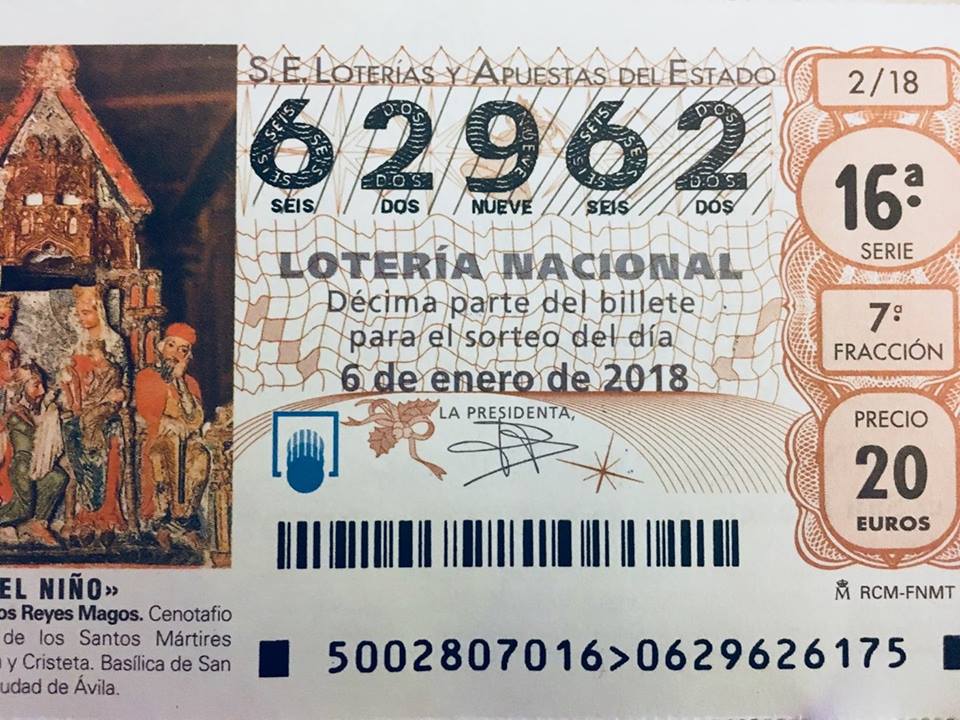 S.E. LOTERÍAS Y APUESTAS DEL ESTADO
62962
SEIS DOS NUEVE SEIS DOS
LOTERÍA NACIONAL
Décima parte del billete
para el sorteo del día
6 de enero de 2018
LA PRESIDENTA,
2/18
16ª
SERIE
7ª
FRACCIÓN
PRECIO
20
EUROS
RCM-FNMT
EL NIÑO»
os Reyes Magos. Cenotafio
de los Santos Mártires
y Cristeta. Basílica de San
udad de Ávila.
5002807016>0629626175